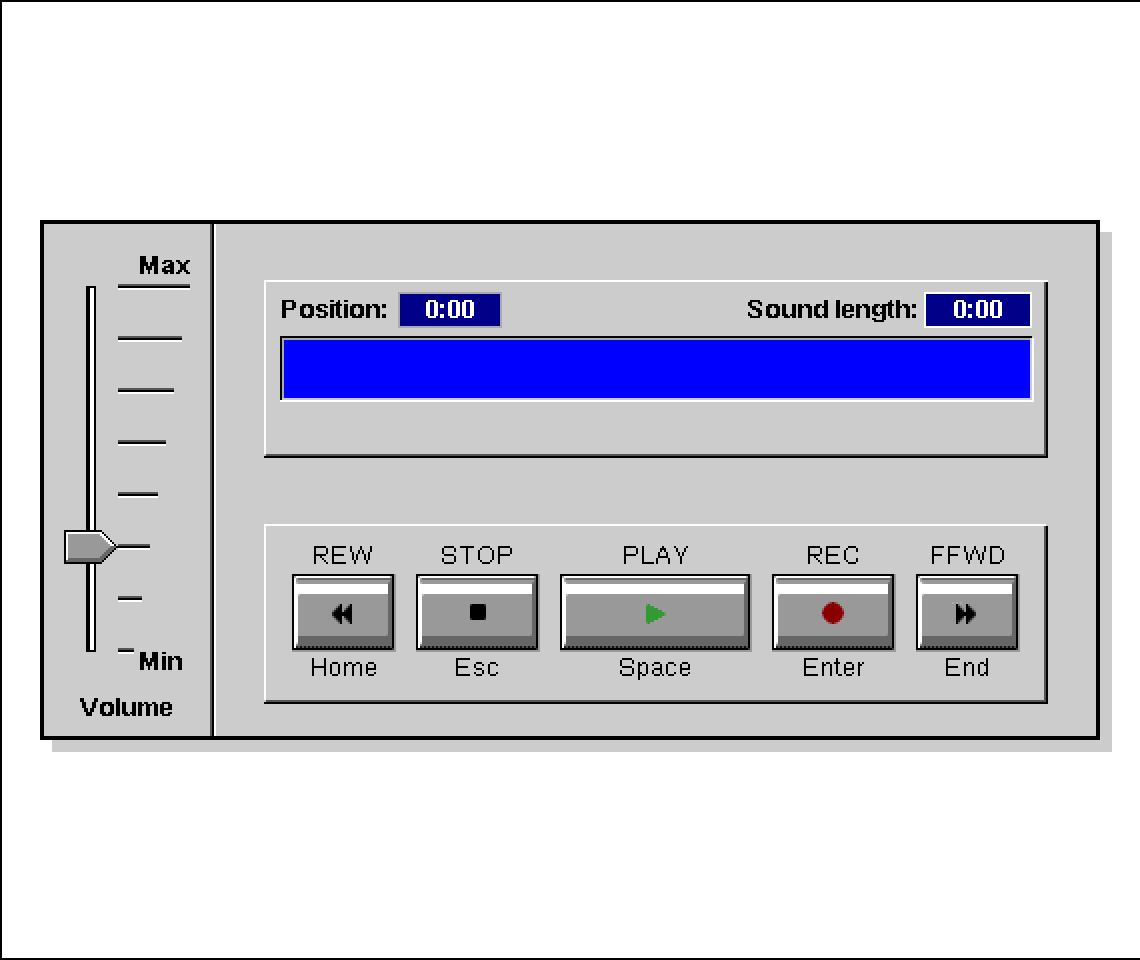 Max
Position: 0:00 Sound length: 0:00
REW STOP PLAY REC FFWD
Home Esc Space Enter End
Min
Volume